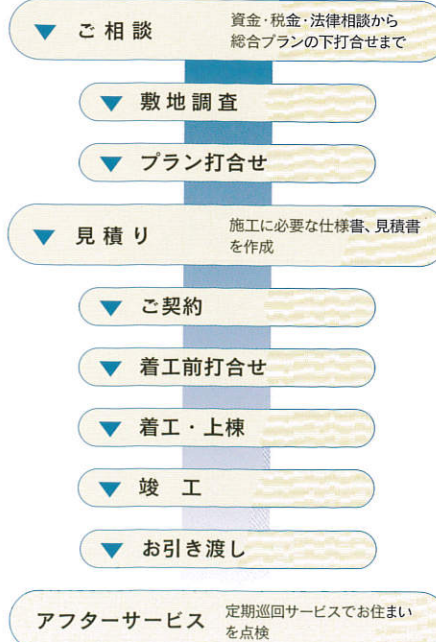 ▼ ご相談 資金・税金・法律相談から
総合プランの下打合せまで
▼ 敷地調査
▼ プラン打合せ
▼ 見積り 施工に必要な仕様書、見積書
を作成
▼ ご契約
▼ 着工前打合せ
▼ 着工・上棟
▼ 竣 工
▼ お引き渡し
アフターサービス 定期巡回サービスでお住まい
を点検